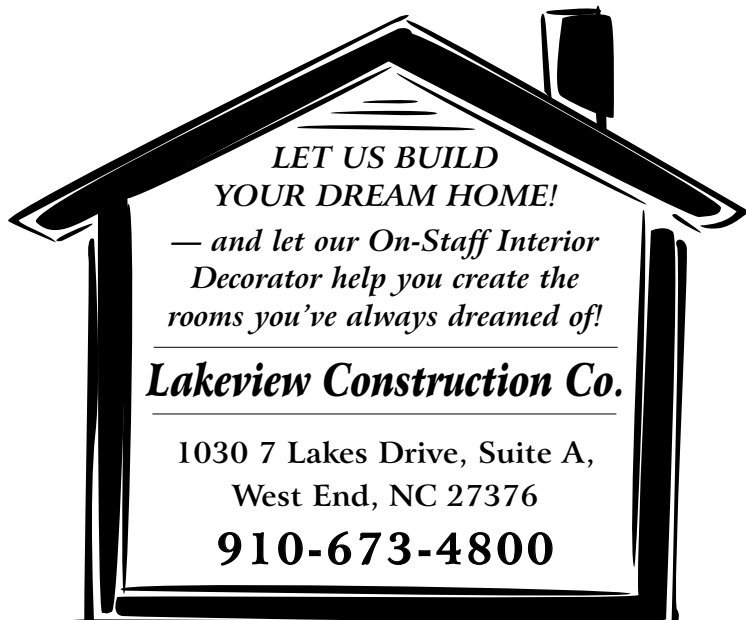 LET US BUILD
YOUR DREAM HOME!
— and let our On-Staff Interior
Decorator help you create the
rooms you’ve always dreamed of!
Lakeview Construction Co.
1030 7 Lakes Drive, Suite A,
West End, NC 27376
910-673-4800